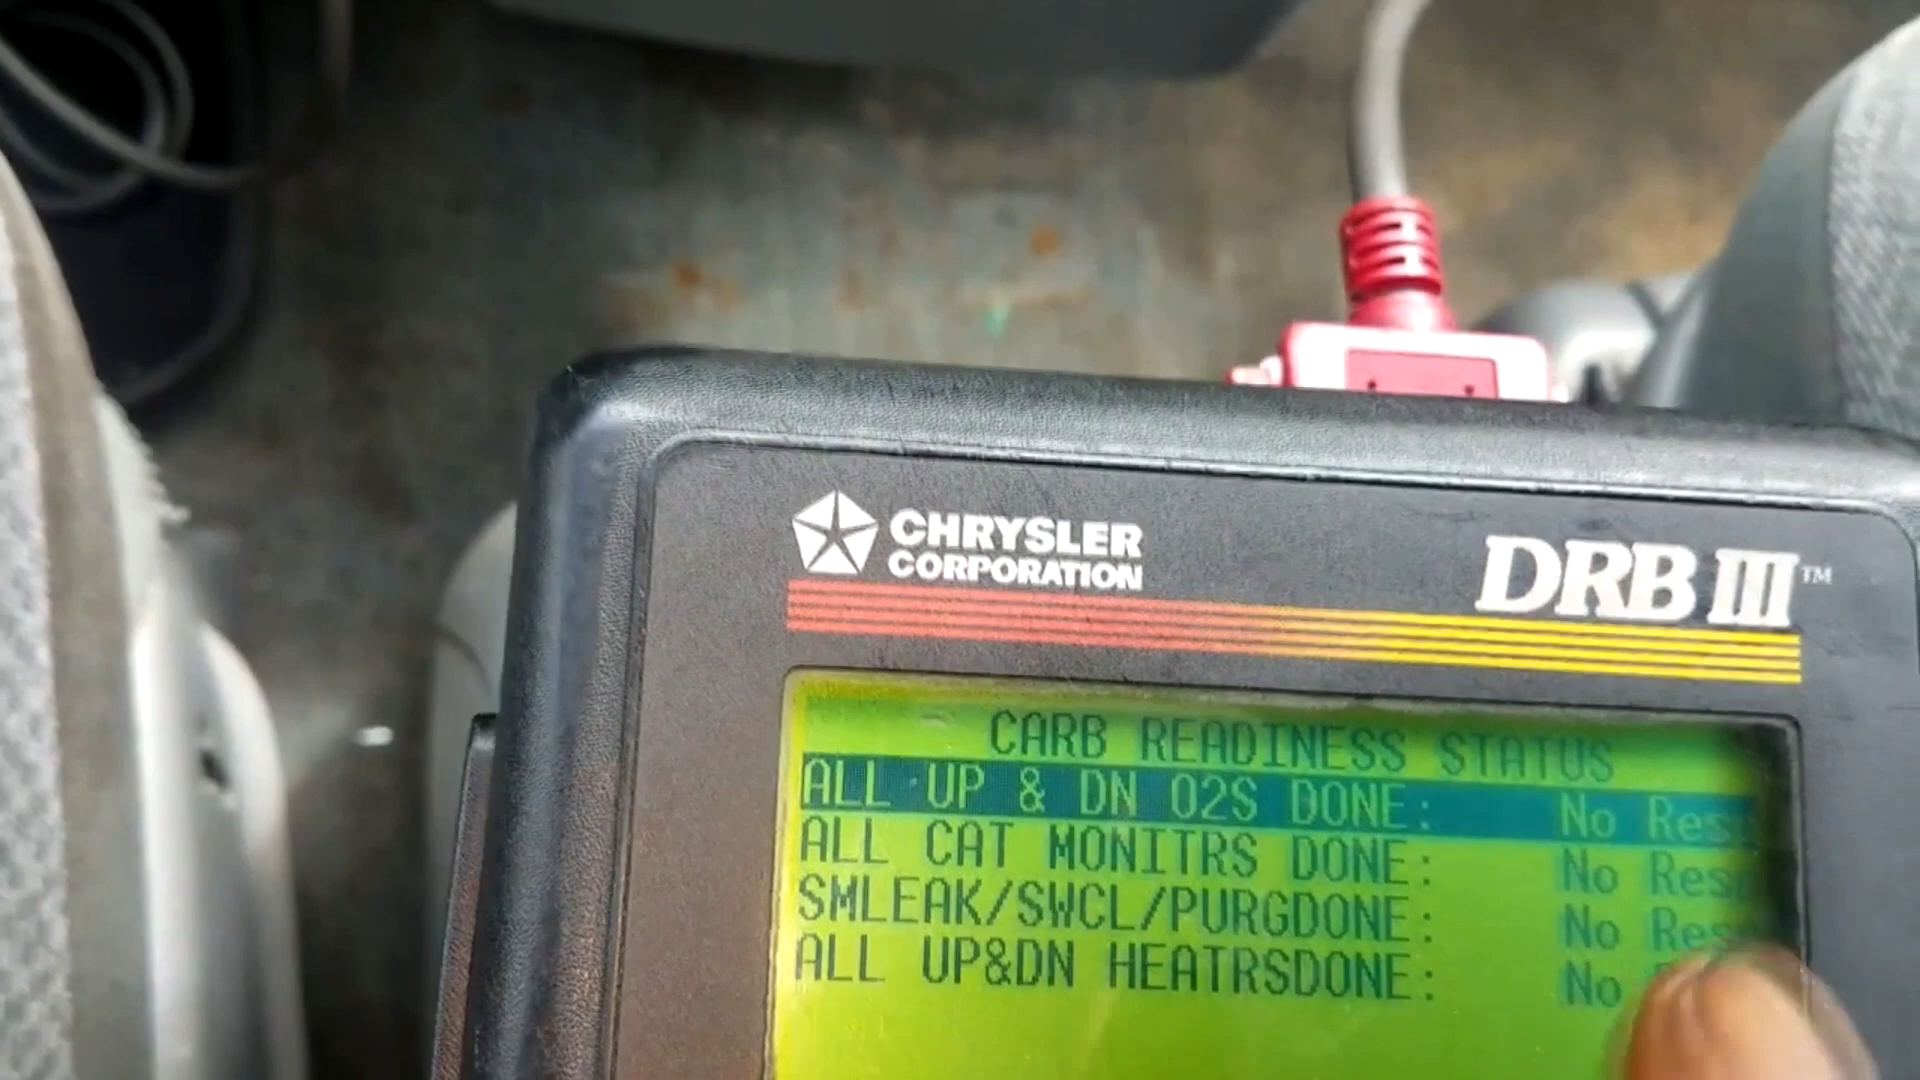 CHRYSLER
CORPORATION
DRB III™
CARB READINESS STATUS
ALL UP & DN O2S DONE: No Res
ALL CAT MONITRS DONE: No Res
SMLEAK/SWCL/PURGDONE: No Res
ALL UP&DN HEATRSDONE: No